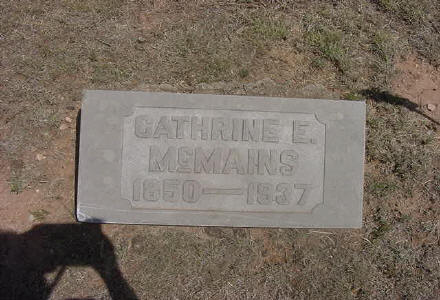 CATHRINE E.
McMAINS
1850—1937